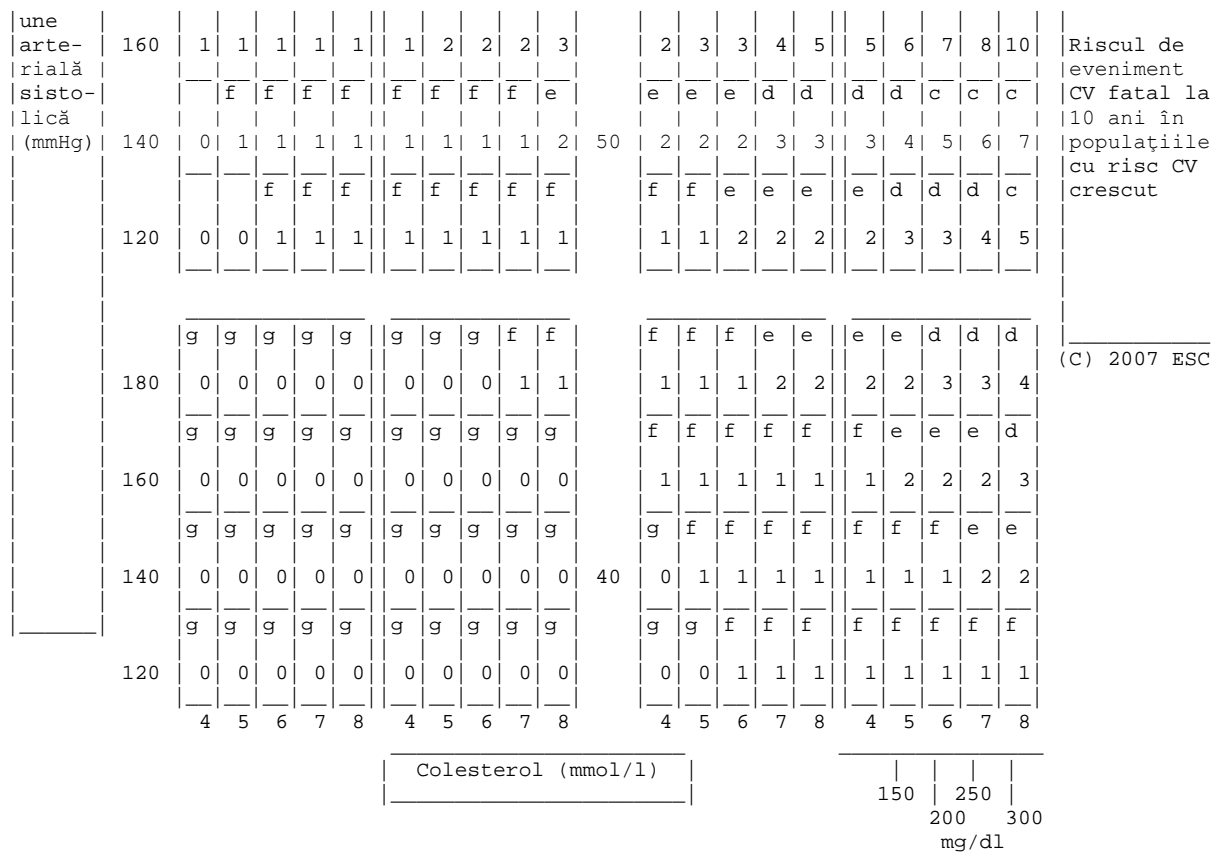 une
arte- 160 1 1 1 1 1 1 2 2 2 3 2 3 3 4 5 5 6 7 8 10 Riscul de
rială eveniment
sisto- f f f f f f f f e e e e d d d d c c c CV fatal la
lică 10 ani în
(mmHg) 140 0 1 1 1 1 1 1 1 1 2 50 2 2 2 3 3 3 4 5 6 7 populaţiile
cu risc CV
f f f f f f f f f f e e e e d d d c crescut
120 0 0 1 1 1 1 1 1 1 1 1 1 2 2 2 2 3 3 4 5
g g g g g g g g f f f f f e e e e d d d
(C) 2007 ESC
180 0 0 0 0 0 0 0 0 1 1 1 1 1 2 2 2 2 3 3 4
g g g g g g g g g g f f f f f f e e e d
160 0 0 0 0 0 0 0 0 0 0 1 1 1 1 1 1 2 2 2 3
g g g g g g g g g g g f f f f f f f e e
140 0 0 0 0 0 0 0 0 0 0 40 0 1 1 1 1 1 1 1 2 2
g g g g g g g g g g g g f f f f f f f f
120 0 0 0 0 0 0 0 0 0 0 0 0 1 1 1 1 1 1 1 1
4 5 6 7 8 4 5 6 7 8 4 5 6 7 8 4 5 6 7 8
Colesterol (mmol/l)
150 250
200 300
mg/dl